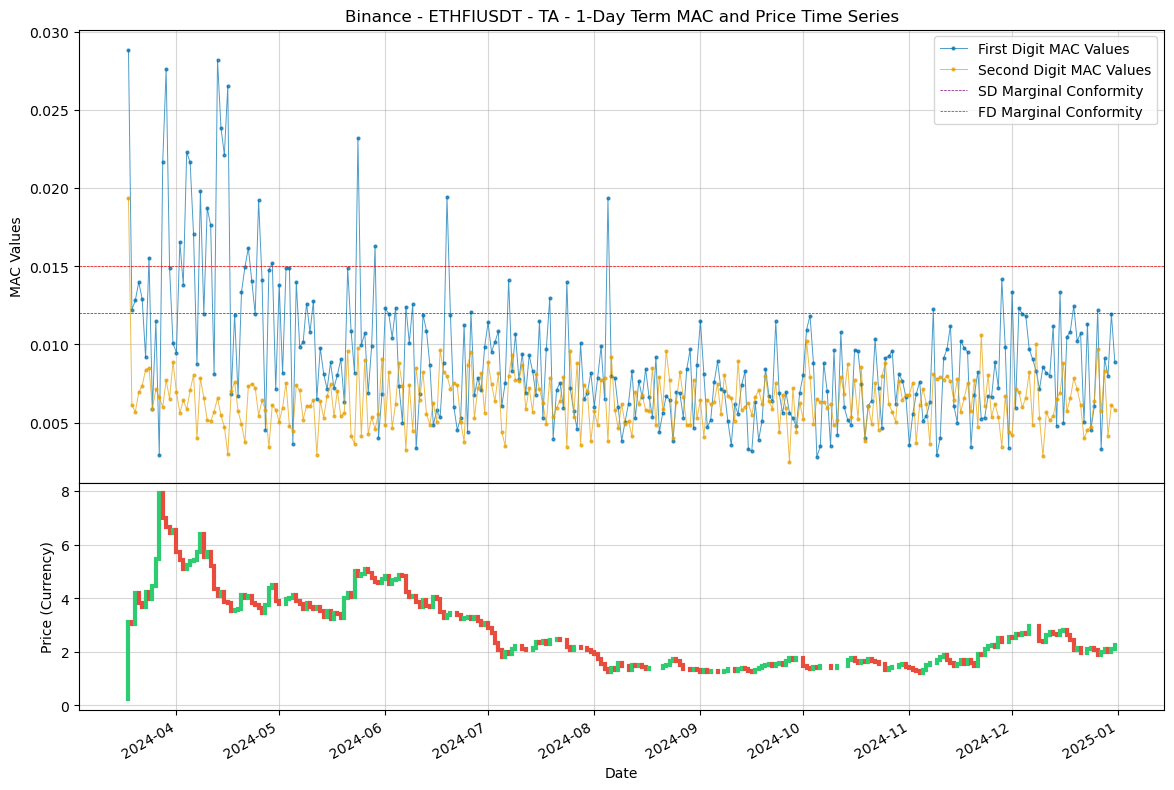 Binance - ETHFIUSDT - TA - 1-Day Term MAC and Price Time Series
First Digit MAC Values
Second Digit MAC Values
SD Marginal Conformity
FD Marginal Conformity
MAC Values
0.030
0.025
0.020
0.015
0.010
0.005
Price (Currency)
8
6
4
2
0
2024-04
2024-05
2024-06
2024-07
2024-08
2024-09
2024-10
2024-11
2024-12
2025-01
Date